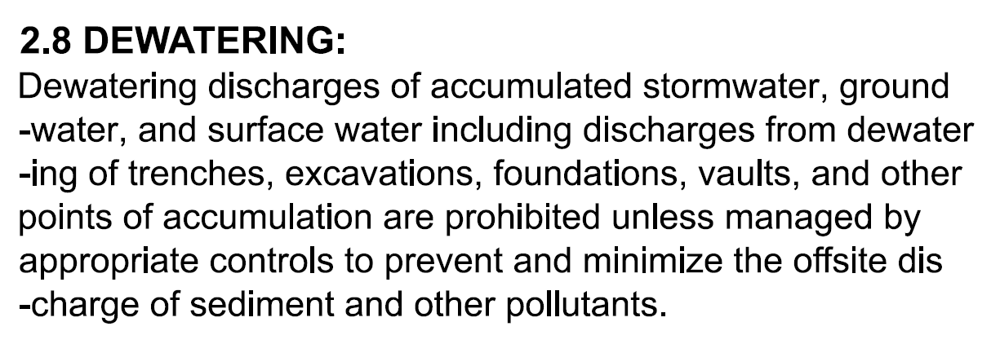 2.8 DEWATERING:
Dewatering discharges of accumulated stormwater, ground
-water, and surface water including discharges from dewater
-ing of trenches, excavations, foundations, vaults, and other
points of accumulation are prohibited unless managed by
appropriate controls to prevent and minimize the offsite dis
-charge of sediment and other pollutants.